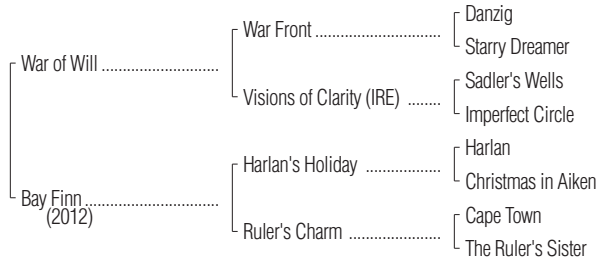 Danzig
War Front ..............................
Starry Dreamer
War of Will ............................
Sadler's Wells
Visions of Clarity (IRE) ........
Imperfect Circle
Harlan
Harlan's Holiday ..................
Christmas in Aiken
Bay Finn ................................
(2012)
Cape Town
Ruler's Charm ......................
The Ruler's Sister